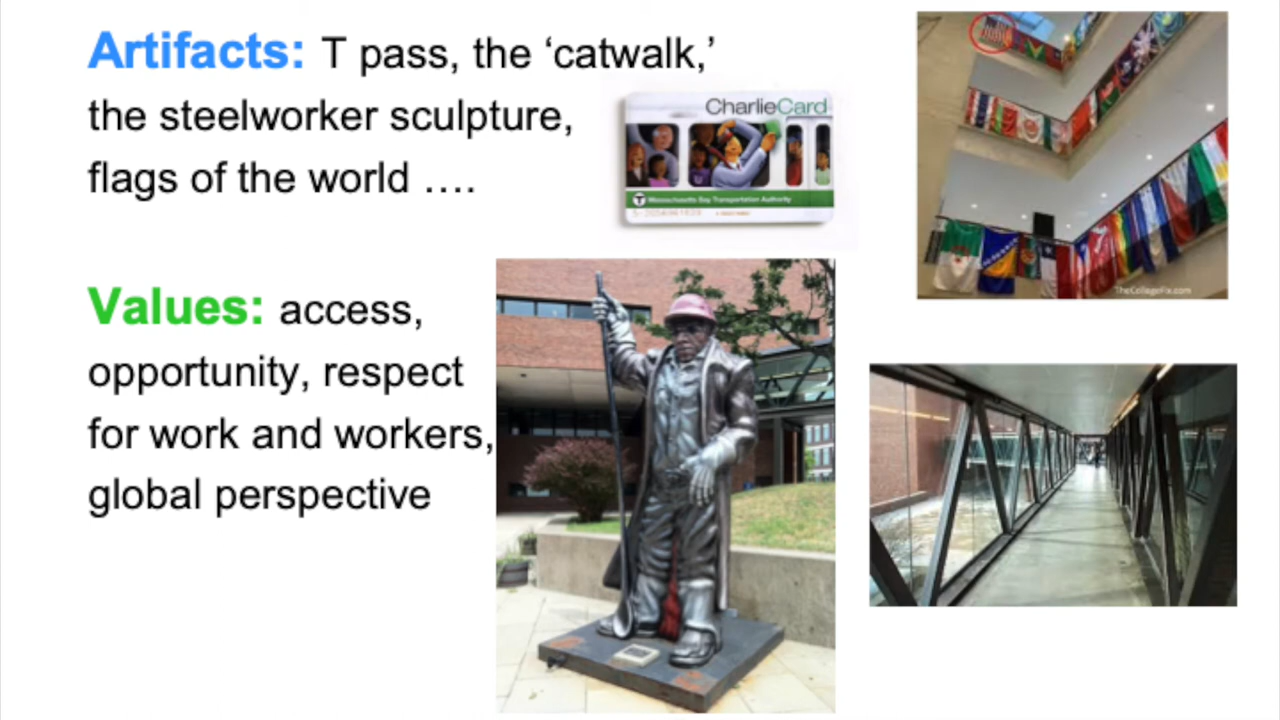 Artifacts: T pass, the ‘catwalk,’
the steelworker sculpture,
flags of the world ….
CharlieCard
T Massachusetts Bay Transportation Authority
TheCollegeFix.com
Values: access,
opportunity, respect
for work and workers,
global perspective